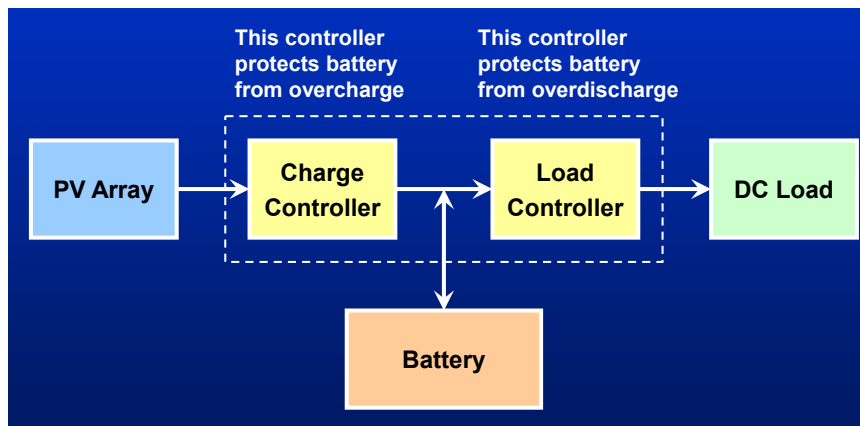 This controller
protects battery
from overcharge
This controller
protects battery
from overdischarge
PV Array
Charge
Controller
Load
Controller
DC Load
Battery